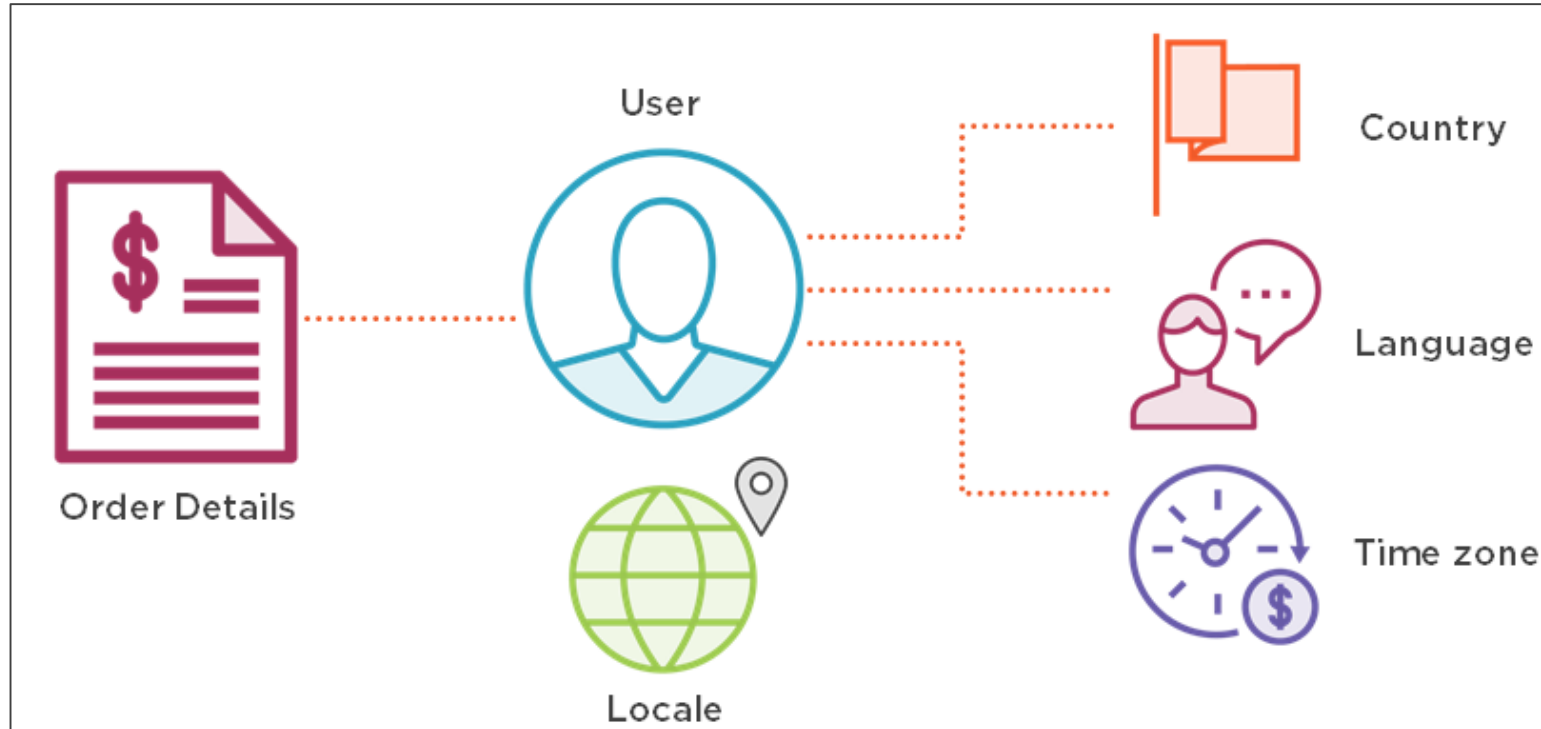 User
Country
Language
Order Details
Time zone
Locale
$
$